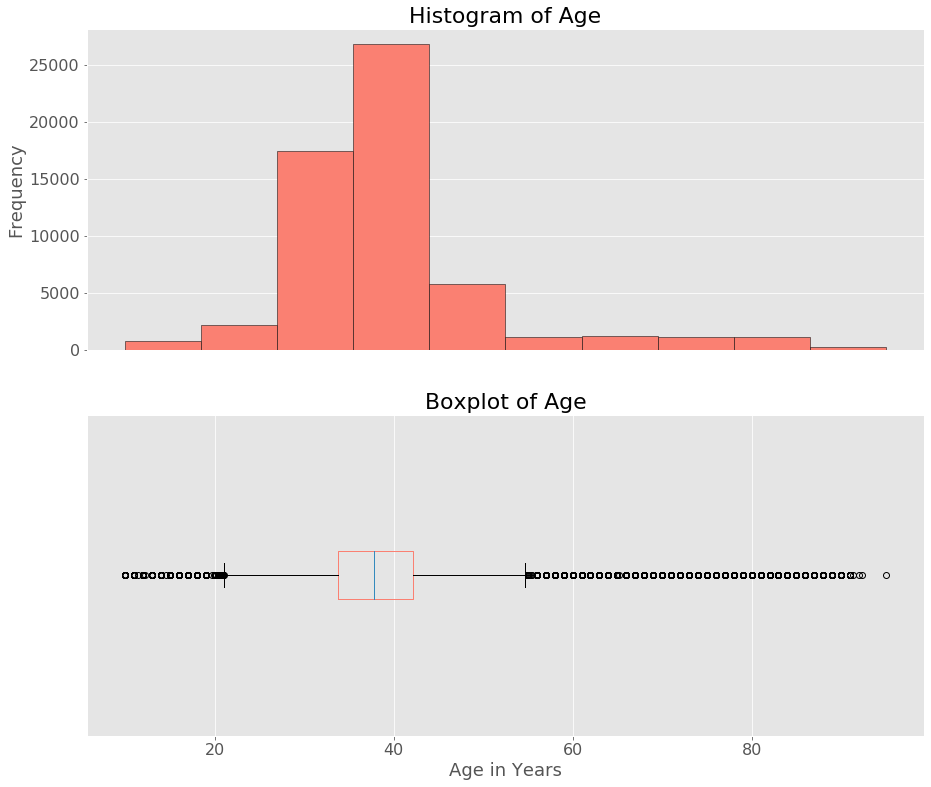 Histogram of Age
25000
20000
15000
10000
5000
0
Frequency
Boxplot of Age
20 40 60 80
Age in Years